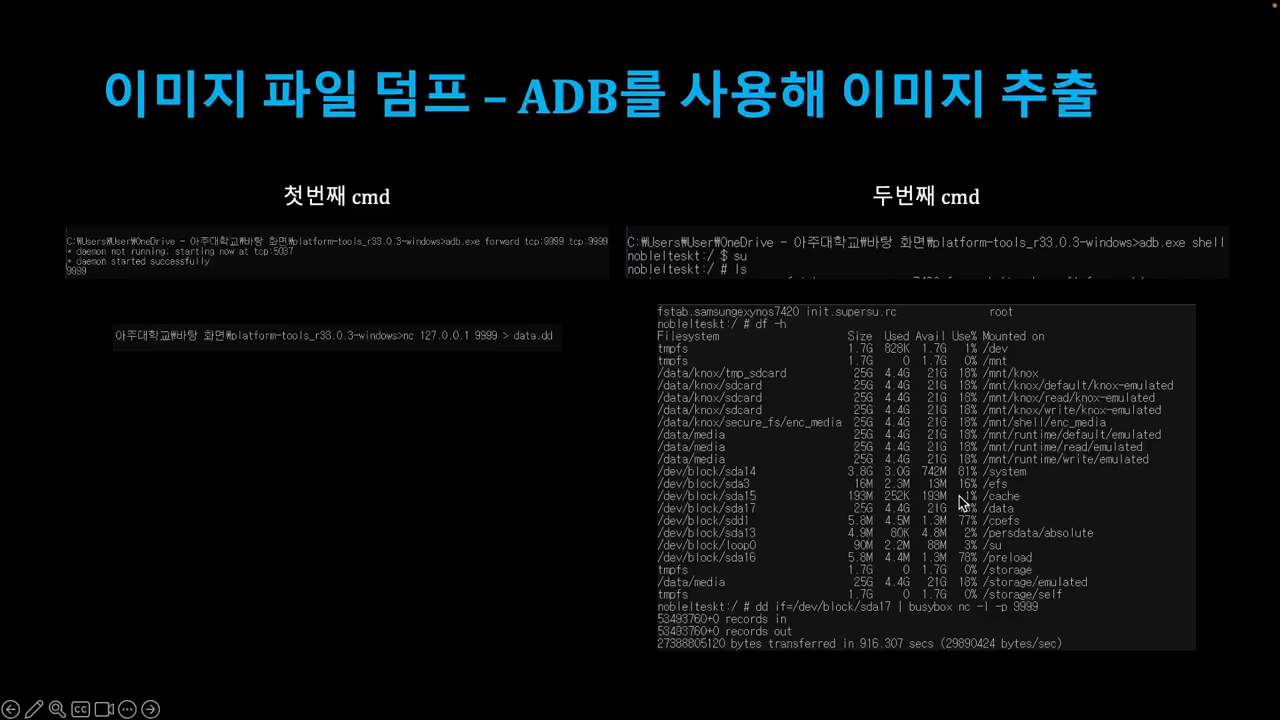 이미지 파일 덤프 – ADB를 사용해 이미지 추출
첫번째 cmd
C:₩Users₩User₩OneDrive - 아주대학교₩바탕 화면₩platform-tools_r33.0.3-windows>adb.exe forward tcp:9999 tcp:9999
* daemon not running; starting now at tcp:5037
* daemon started successfully
9999
아주대학교₩바탕 화면₩platform-tools_r33.0.3-windows>nc 127.0.0.1 9999 > data.dd
두번째 cmd
C:₩Users₩User₩OneDrive - 아주대학교₩바탕 화면₩platform-tools_r33.0.3-windows>adb.exe shell
noblelteskt:/ $ su
noblelteskt:/ # ls
fstab.samsungexynos7420 init.supersu.rc root
noblelteskt:/ # df -h
Filesystem Size Used Avail Use% Mounted on
tmpfs 1.7G 828K 1.7G 1% /dev
tmpfs 1.7G 0 1.7G 0% /mnt
/data/knox/tmp_sdcard 25G 4.4G 21G 18% /mnt/knox
/data/knox/sdcard 25G 4.4G 21G 18% /mnt/knox/default/knox-emulated
/data/knox/sdcard 25G 4.4G 21G 18% /mnt/knox/read/knox-emulated
/data/knox/sdcard 25G 4.4G 21G 18% /mnt/knox/write/knox-emulated
/data/knox/secure_fs/enc_media 25G 4.4G 21G 18% /mnt/shell/enc_media
/data/media 25G 4.4G 21G 18% /mnt/runtime/default/emulated
/data/media 25G 4.4G 21G 18% /mnt/runtime/read/emulated
/data/media 25G 4.4G 21G 18% /mnt/runtime/write/emulated
/dev/block/sda14 3.8G 3.0G 742M 81% /system
/dev/block/sda3 16M 2.3M 13M 16% /efs
/dev/block/sda15 193M 252K 193M 1% /cache
/dev/block/sda17 25G 4.4G 21G /data
/dev/block/sdd1 5.8M 4.5M 1.3M 77% /cpefs
/dev/block/sda13 4.9M 80K 4.8M 2% /persdata/absolute
/dev/block/loop0 90M 2.2M 88M 3% /su
/dev/block/sda16 5.8M 4.4M 1.3M 78% /preload
tmpfs 1.7G 0 1.7G 0% /storage
/data/media 25G 4.4G 21G 18% /storage/emulated
tmpfs 1.7G 0 1.7G 0% /storage/self
noblelteskt:/ # dd if=/dev/block/sda17 | busybox nc -l -p 9999
53493760+0 records in
53493760+0 records out
27388805120 bytes transferred in 916.307 secs (29890424 bytes/sec)
CC